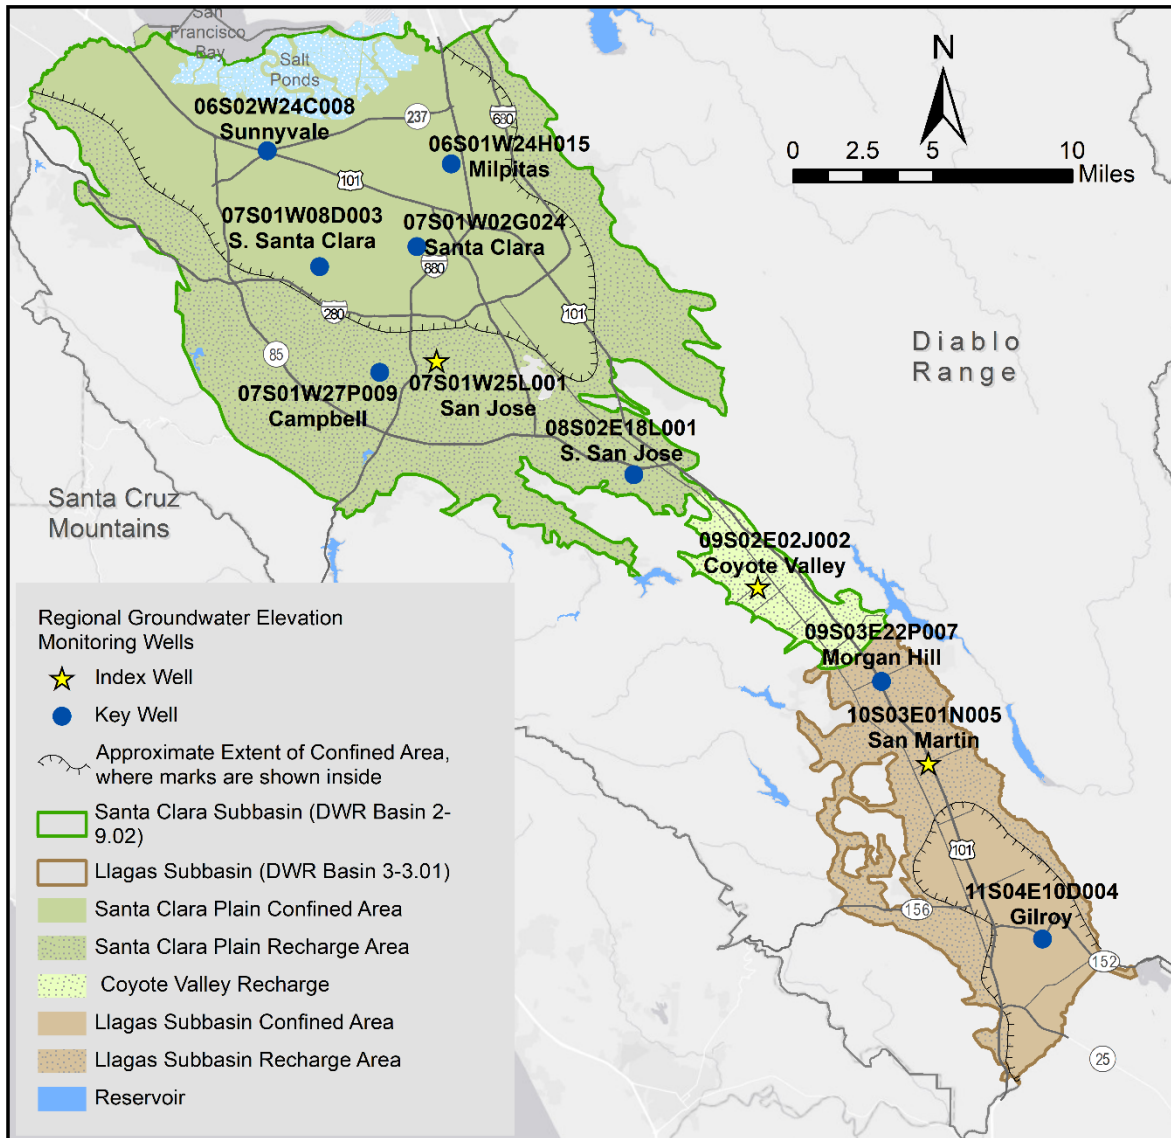 San
Francisco
Bay
Salt
Ponds
N
06S02W24C008
Sunnyvale
237
680
06S01W24H015
Milpitas
0 2.5 5 10
Miles
101
07S01W08D003
S. Santa Clara
07S01W02G024
Santa Clara
880
280
101
Diablo
Range
85
07S01W27P009
Campbell
07S01W25L001
San Jose
08S02E18L001
S. San Jose
Santa Cruz
Mountains
09S02E02J002
Coyote Valley
09S03E22P007
Morgan Hill
10S03E01N005
San Martin
101
11S04E10D004
Gilroy
156
152
25
Regional Groundwater Elevation
Monitoring Wells
Index Well
Key Well
Approximate Extent of Confined Area,
where marks are shown inside
Santa Clara Subbasin (DWR Basin 2-
9.02)
Llagas Subbasin (DWR Basin 3-3.01)
Santa Clara Plain Confined Area
Santa Clara Plain Recharge Area
Coyote Valley Recharge
Llagas Subbasin Confined Area
Llagas Subbasin Recharge Area
Reservoir